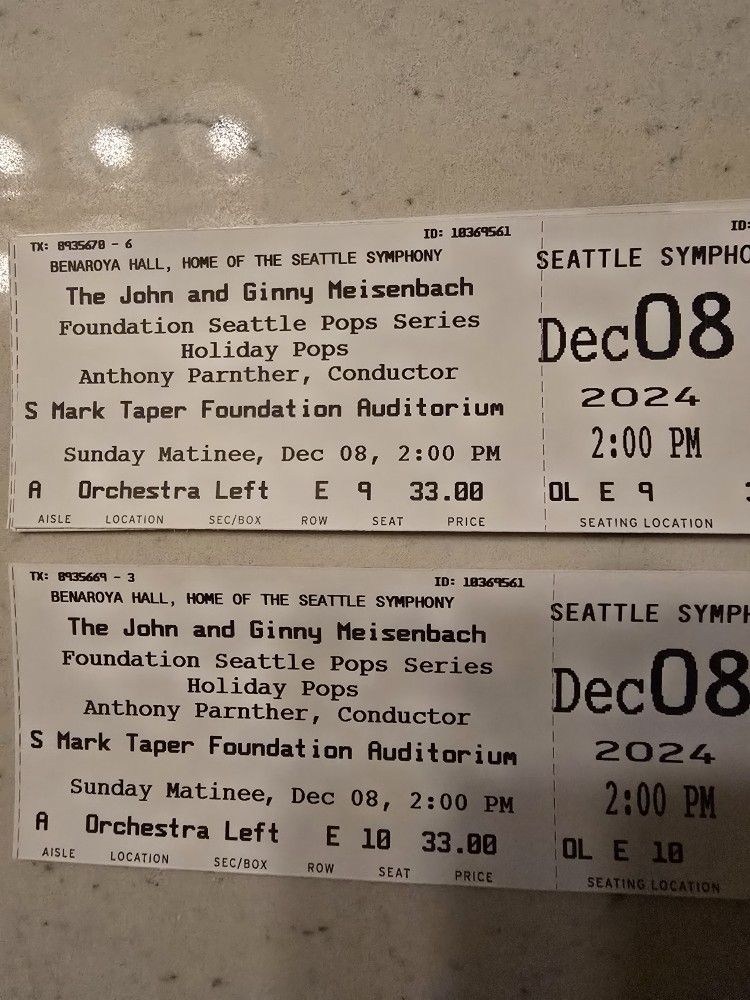 TX: 8935670 - 6 ID: 10369561
BENAROYA HALL, HOME OF THE SEATTLE SYMPHONY
The John and Ginny Meisenbach
Foundation Seattle Pops Series
Holiday Pops
Anthony Parnther, Conductor
S Mark Taper Foundation Auditorium
Sunday Matinee, Dec 08, 2:00 PM
A Orchestra Left E 9 33.00
AISLE LOCATION SEC/BOX ROW SEAT PRICE
ID:
SEATTLE SYMPHO
Dec 08
2024
2:00 PM
OL E 9
SEATING LOCATION
TX: 8935669 - 3 ID: 10369561
BENAROYA HALL, HOME OF THE SEATTLE SYMPHONY
The John and Ginny Meisenbach
Foundation Seattle Pops Series
Holiday Pops
Anthony Parnther, Conductor
S Mark Taper Foundation Auditorium
Sunday Matinee, Dec 08, 2:00 PM
A Orchestra Left E 10 33.00
AISLE LOCATION SEC/BOX ROW SEAT PRICE
SEATTLE SYMPH
Dec 08
2024
2:00 PM
OL E 10
SEATING LOCATION